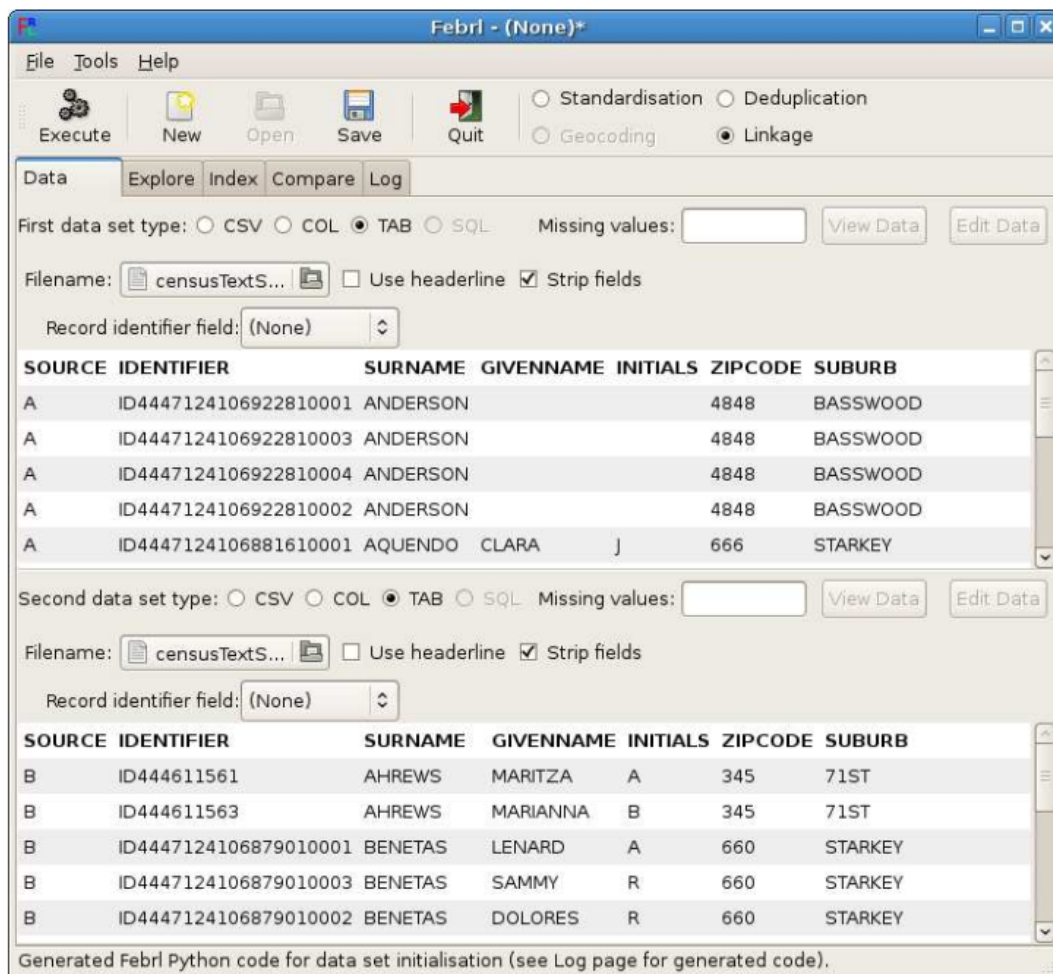 Febrl - (None)*
File Tools Help
Execute New Open Save Quit Standardisation Deduplication
Geocoding Linkage
Data Explore Index Compare Log
First data set type: CSV COL TAB SQL Missing values: View Data Edit Data
Filename: censusTextS... Use headerline Strip fields
Record identifier field: (None)
SOURCE IDENTIFIER SURNAME GIVENNAME INITIALS ZIPCODE SUBURB
A ID4447124106922810001 ANDERSON 4848 BASSWOOD
A ID4447124106922810003 ANDERSON 4848 BASSWOOD
A ID4447124106922810004 ANDERSON 4848 BASSWOOD
A ID4447124106922810002 ANDERSON 4848 BASSWOOD
A ID4447124106881610001 AQUENDO CLARA J 666 STARKEY
Second data set type: CSV COL TAB SQL Missing values: View Data Edit Data
Filename: censusTextS... Use headerline Strip fields
Record identifier field: (None)
SOURCE IDENTIFIER SURNAME GIVENNAME INITIALS ZIPCODE SUBURB
B ID444611561 AHREWS MARITZA A 345 71ST
B ID444611563 AHREWS MARIANNA B 345 71ST
B ID4447124106879010001 BENETAS LENARD A 660 STARKEY
B ID4447124106879010003 BENETAS SAMMY R 660 STARKEY
B ID4447124106879010002 BENETAS DOLORES R 660 STARKEY
Generated Febrl Python code for data set initialisation (see Log page for generated code).